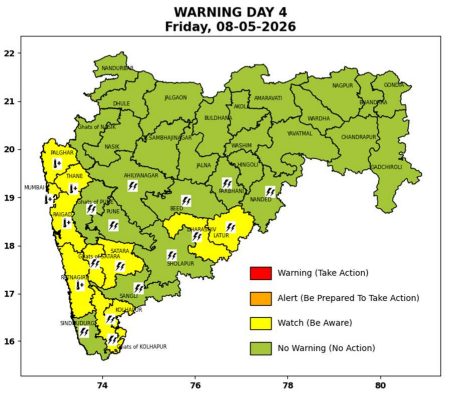 WARNING DAY 4
Friday, 08-05-2026
22
21
20
19
18
17
16
NANDURBAR
DHULE
JALGAON
AKOLA
AMARAVATI
NAGPUR
GONDIA
BHANDARA
BULDHANA
WARDHA
Ghats of NASIK
NASIK
SAMBHAJINAGAR
WASHIM
YAVATMAL
CHANDRAPUR
PALGHAR
JALNA
HINGOLI
GADCHIROLI
THANE
AHILYANAGAR
MUMBAI
PARBHANI
NANDED
Ghats of PUNE
PUNE
BEED
RAIGAD
DHARASHIV
LATUR
SATARA
Ghats of SATARA
SHOLAPUR
RATNAGIRI
SANGLI
KOLHAPUR
SINDHUDURG
Ghats of KOLHAPUR
Warning (Take Action)
Alert (Be Prepared To Take Action)
Watch (Be Aware)
No Warning (No Action)
74
76
78
80